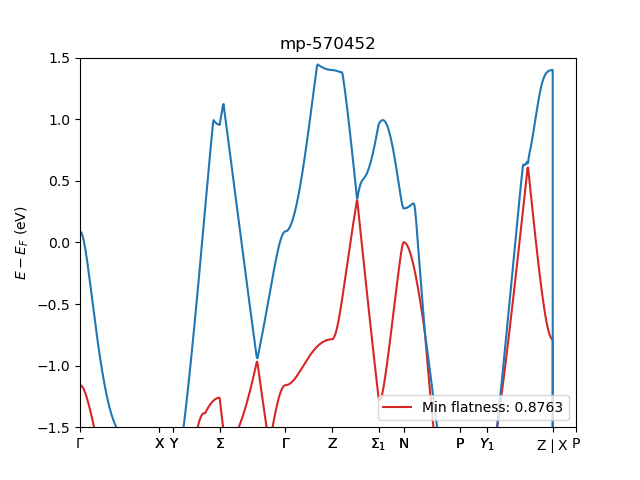 mp-570452
1.5
1.0
0.5
0.0
−0.5
−1.0
−1.5
E − E_F (eV)
Min flatness: 0.8763
Γ X Y Σ Γ Z Σ₁ N P Y₁ Z | X P